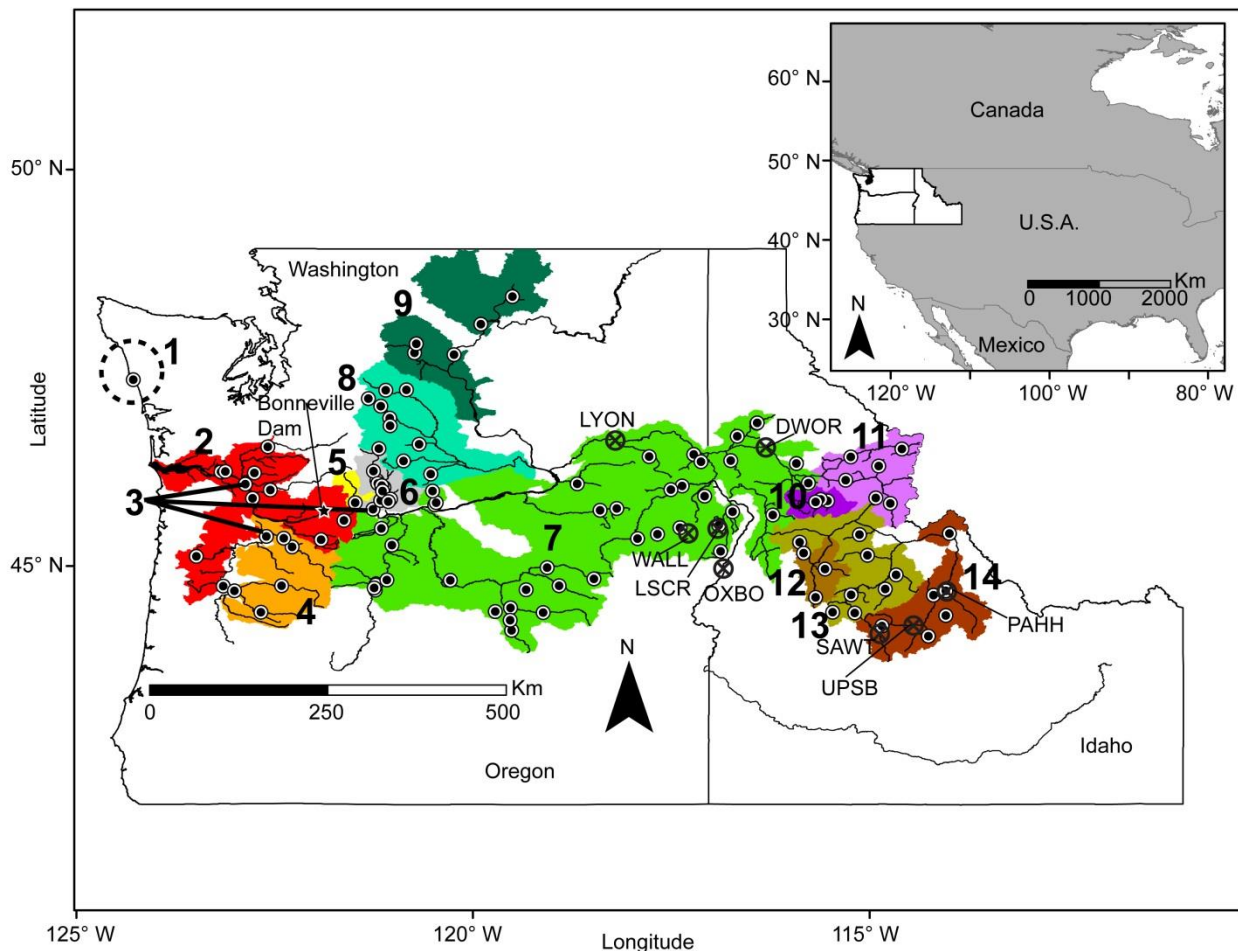 60° N
Canada
50° N
50° N
40° N
U.S.A.
Washington
N
0 1000 2000 Km
30° N
Mexico
120° W
100° W
80° W
9
1
8
Bonneville
Dam
LYON
DWOR
2
11
5
3
6
10
7
WALL
LSCR
OXBO
12
14
45° N
4
13
PAHH
SAWT
UPSB
N
Km
0
250
500
Idaho
Oregon
Latitude
125° W
120° W
115° W
Longitude